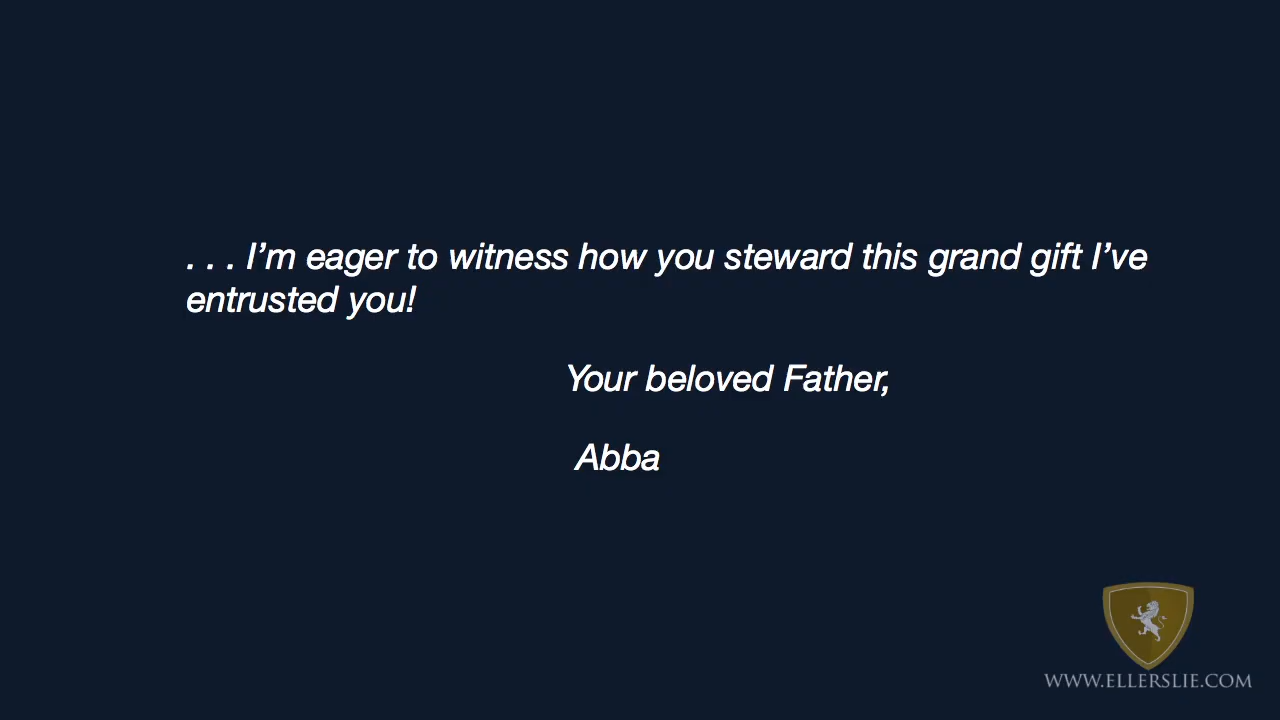 . . . I’m eager to witness how you steward this grand gift I’ve
entrusted you!
Your beloved Father,
Abba
WWW.ELLERSLIE.COM